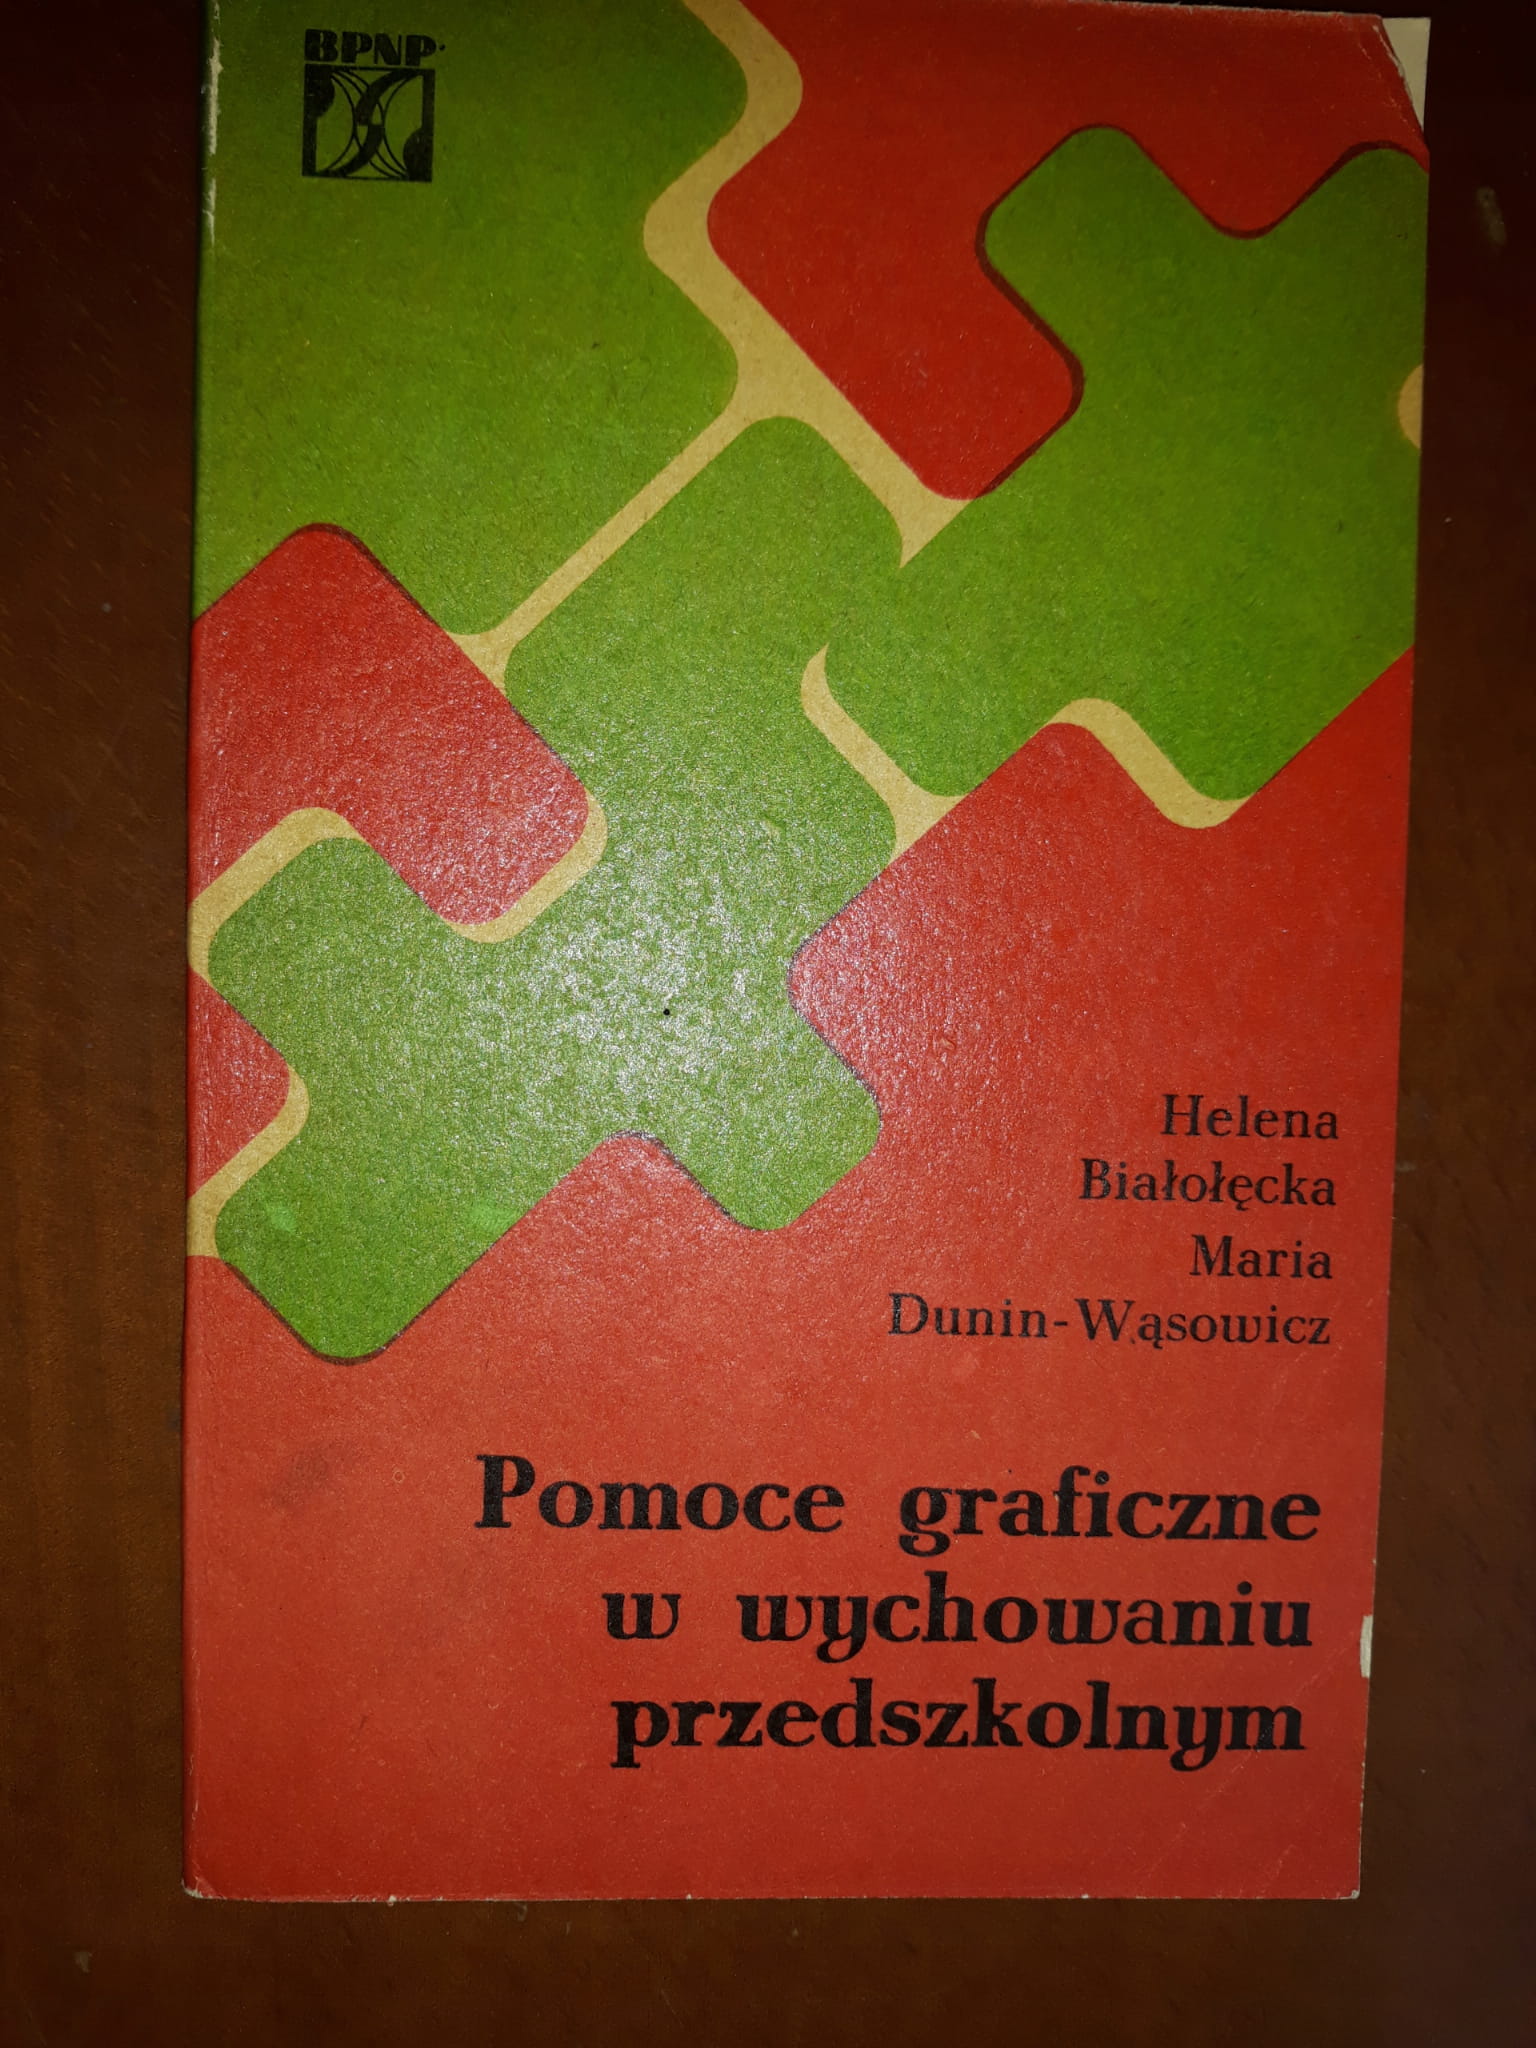 BPNP
Helena
Białołęcka
Maria
Dunin-Wąsowicz
Pomoce graficzne
w wychowaniu
przedszkolnym